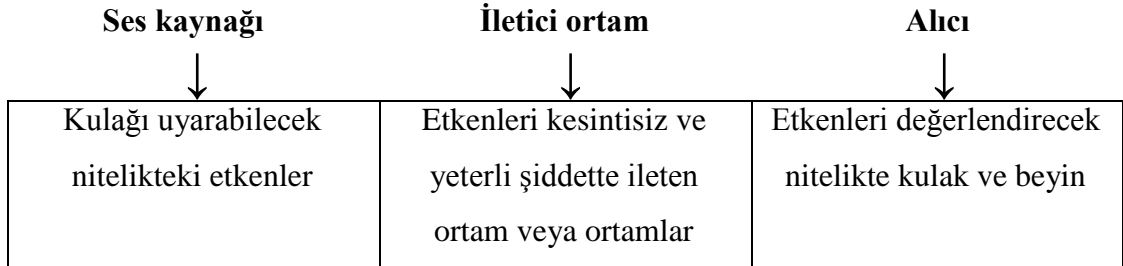 Ses kaynağı İletici ortam Alıcı
Kulağı uyarabilecek
nitelikteki etkenler
Etkenleri kesintisiz ve
yeterli şiddette ileten
ortam veya ortamlar
Etkenleri değerlendirecek
nitelikte kulak ve beyin